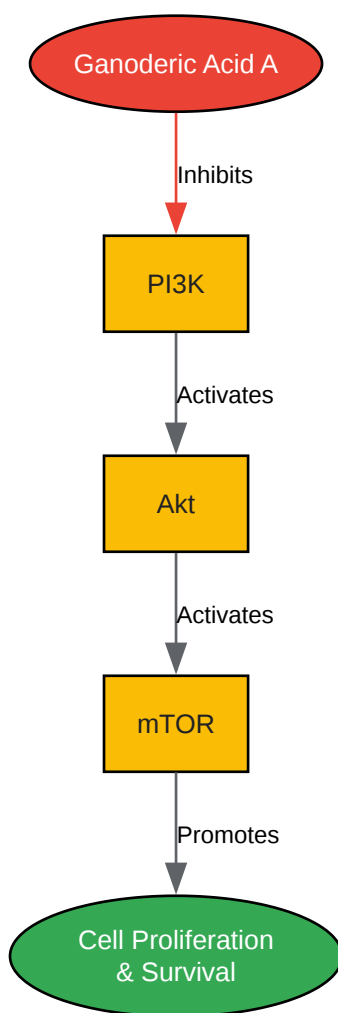 Ganoderic Acid A
Inhibits
PI3K
Activates
Akt
Activates
mTOR
Promotes
Cell Proliferation
& Survival